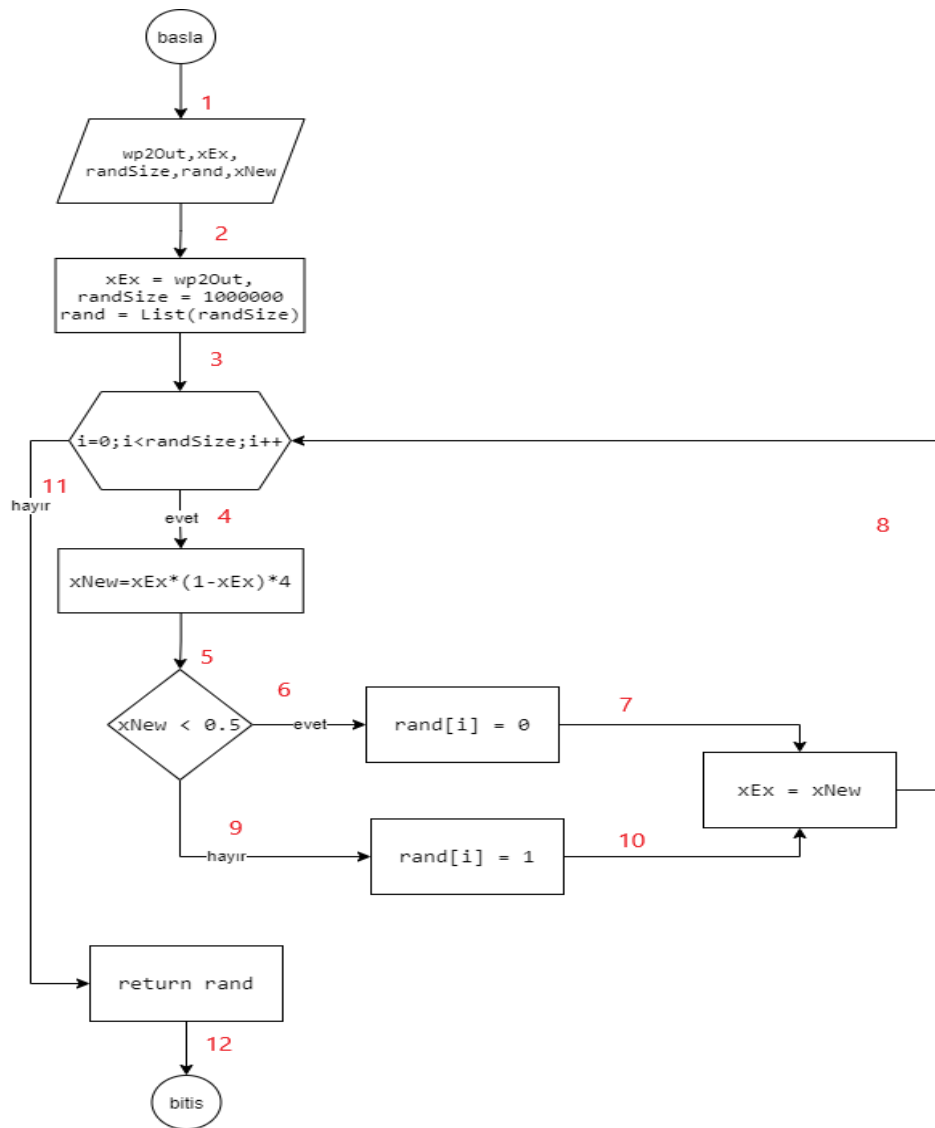 basla
1
wp2Out,xEx,
randSize,rand,xNew
2
xEx = wp2Out,
randSize = 1000000
rand = List(randSize)
3
i=0;i<randSize;i++
11
hayır
evet
4
8
xNew=xEx*(1-xEx)*4
5
6
7
xNew < 0.5
evet
rand[i] = 0
xEx = xNew
9
hayır
rand[i] = 1
10
return rand
12
bitis